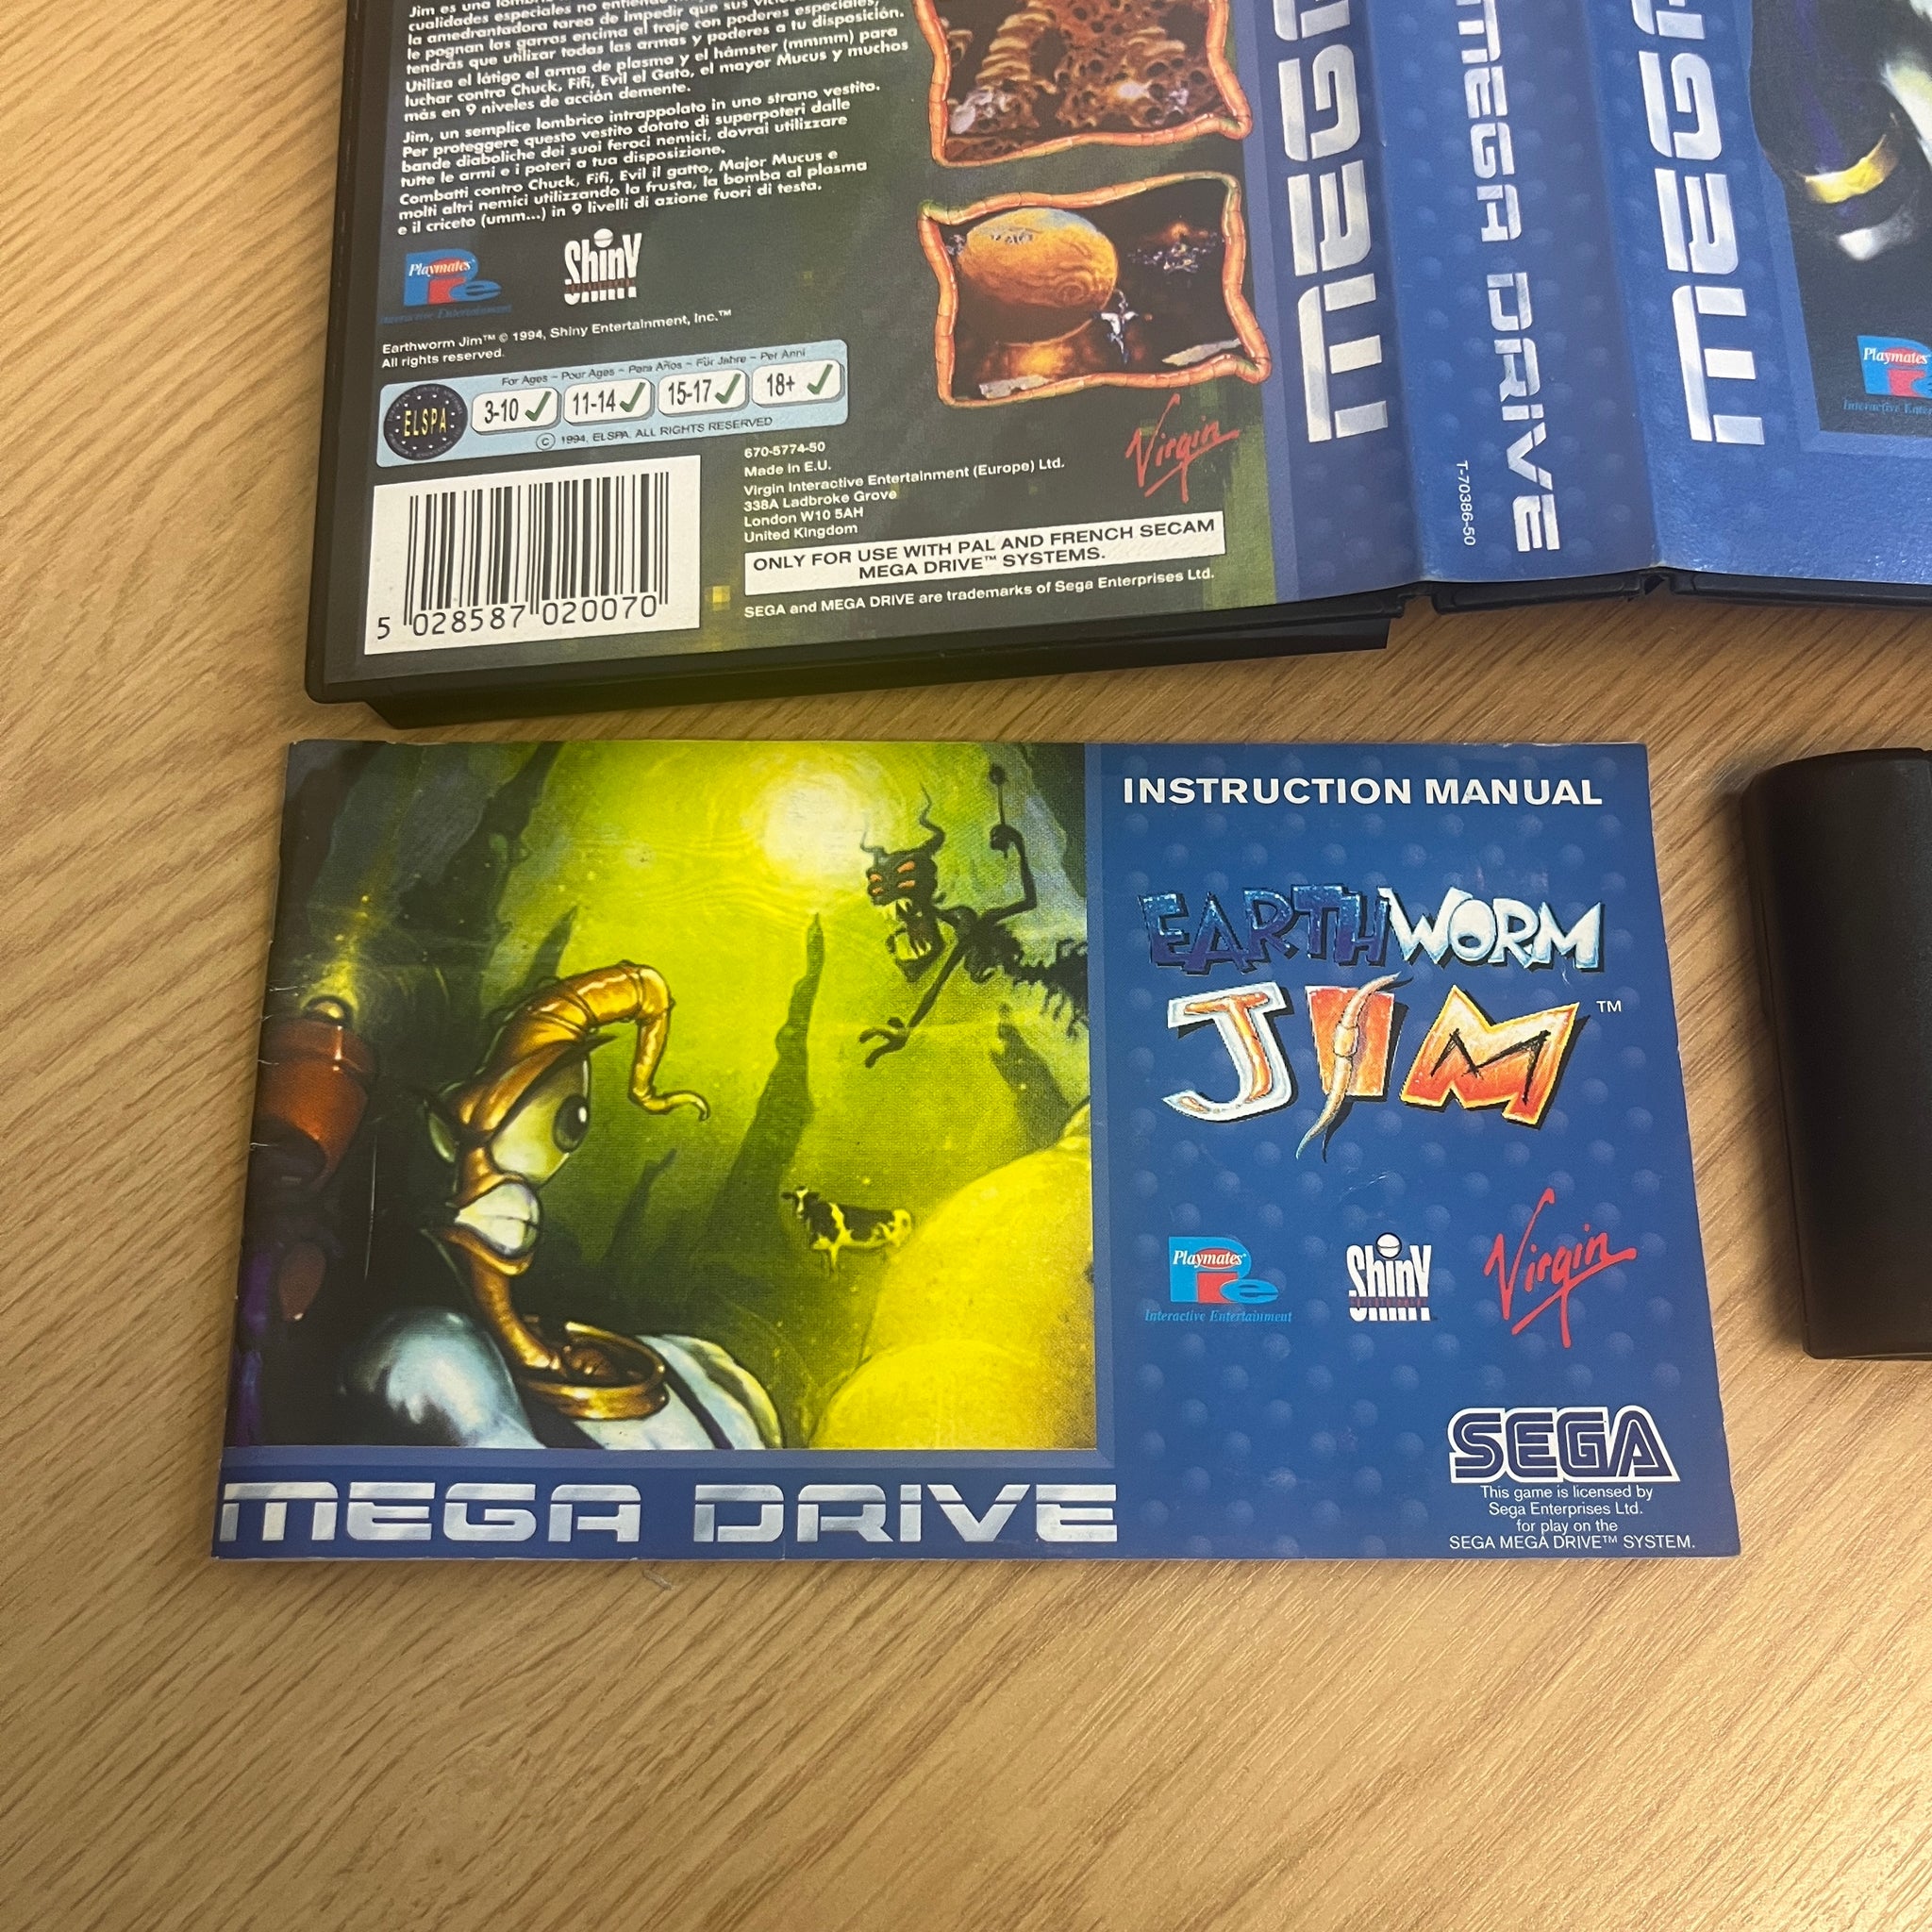 Jim es una
cualidades especiales no
la amedrantadora tarea de impedir que sus
le pognan las garras encima al traje con poderes especiales,
tendrás que utilizar todas las armas y poderes a tu disposición.
Utiliza el látigo el arma de plasma y el hámster (mmmm) para
luchar contra Chuck, Fifi, Evil el Gato, el mayor Mucus y muchos
más en 9 niveles de acción demente.
Jim, un semplice lombrico intrappolato in uno strano vestito.
Per proteggere questo vestito dotato di superpoteri dalle
bande diaboliche dei suoi feroci nemici, dovrai utilizzare
tutte le armi e i poteri a tua disposizione.
Combatti contro Chuck, Fifi, Evil il gatto, Major Mucus e
molti altri nemici utilizzando la frusta, la bomba al plasma
e il criceto (umm...) in 9 livelli di azione fuori di testa.
Playmates
Interactive Entertainment
Shiny
ENTERTAINMENT
Earthworm Jim™ © 1994, Shiny Entertainment, Inc.™
All rights reserved.
ELSPA
For Ages – Pour Ages – Para Años – Für Jahre – Per Anni
3-10 ✓ 11-14 ✓ 15-17 ✓ 18+ ✓
© 1994, ELSPA, ALL RIGHTS RESERVED
5 028587 020070
670-5774-50
Made in E.U.
Virgin Interactive Entertainment (Europe) Ltd.
338A Ladbroke Grove
London W10 5AH
United Kingdom
Virgin
ONLY FOR USE WITH PAL AND FRENCH SECAM
MEGA DRIVE™ SYSTEMS.
SEGA and MEGA DRIVE are trademarks of Sega Enterprises Ltd.
MEGA
MEGA DRIVE
T-70386-50
MEGA
Playmates
INSTRUCTION MANUAL
EARTHWORM
JIM™
Playmates
Interactive Entertainment
Shiny
ENTERTAINMENT
Virgin
SEGA
This game is licensed by
Sega Enterprises Ltd.
for play on the
SEGA MEGA DRIVE™ SYSTEM.
MEGA DRIVE